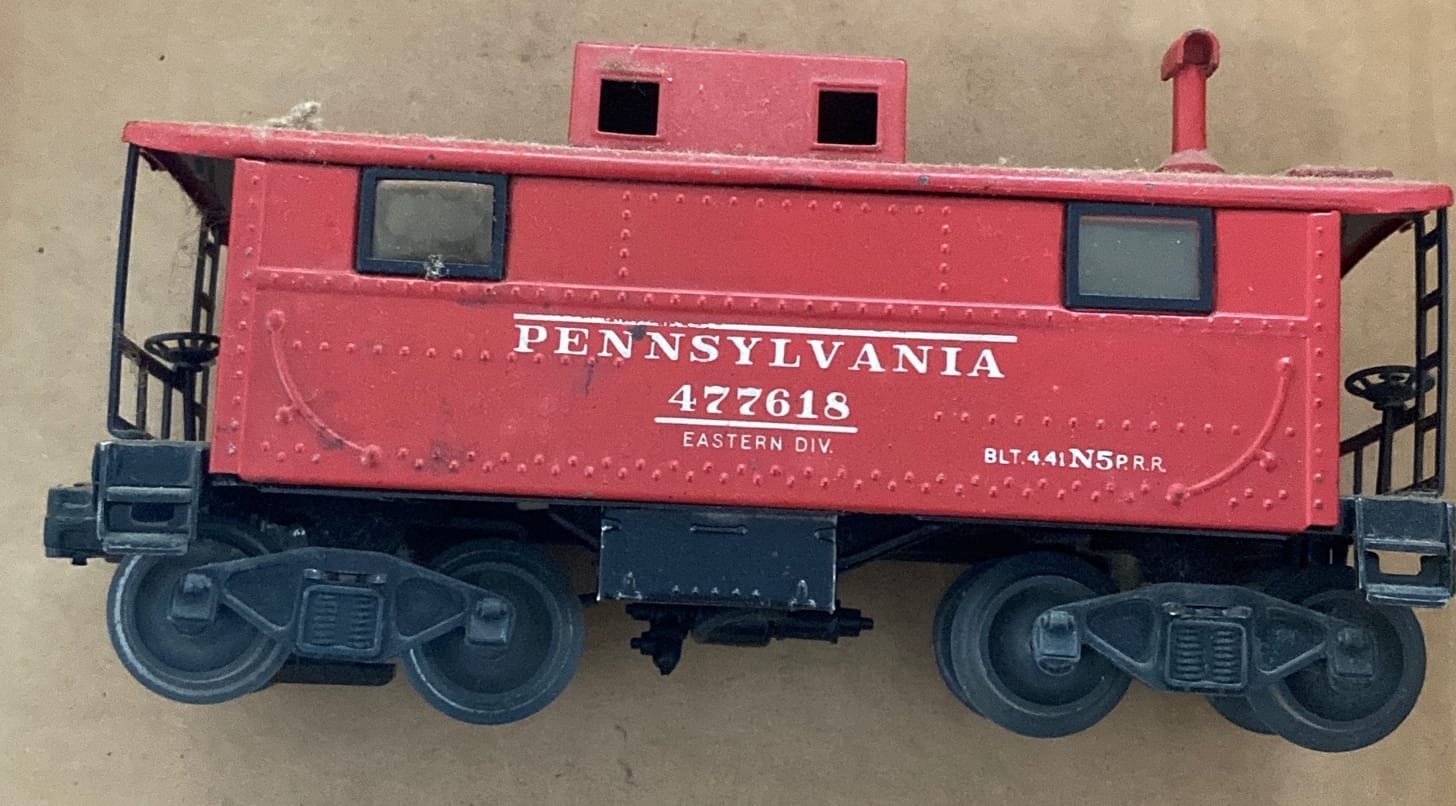 PENNSYLVANIA
477618
EASTERN DIV.
BLT.4.41 N5 P.R.R.